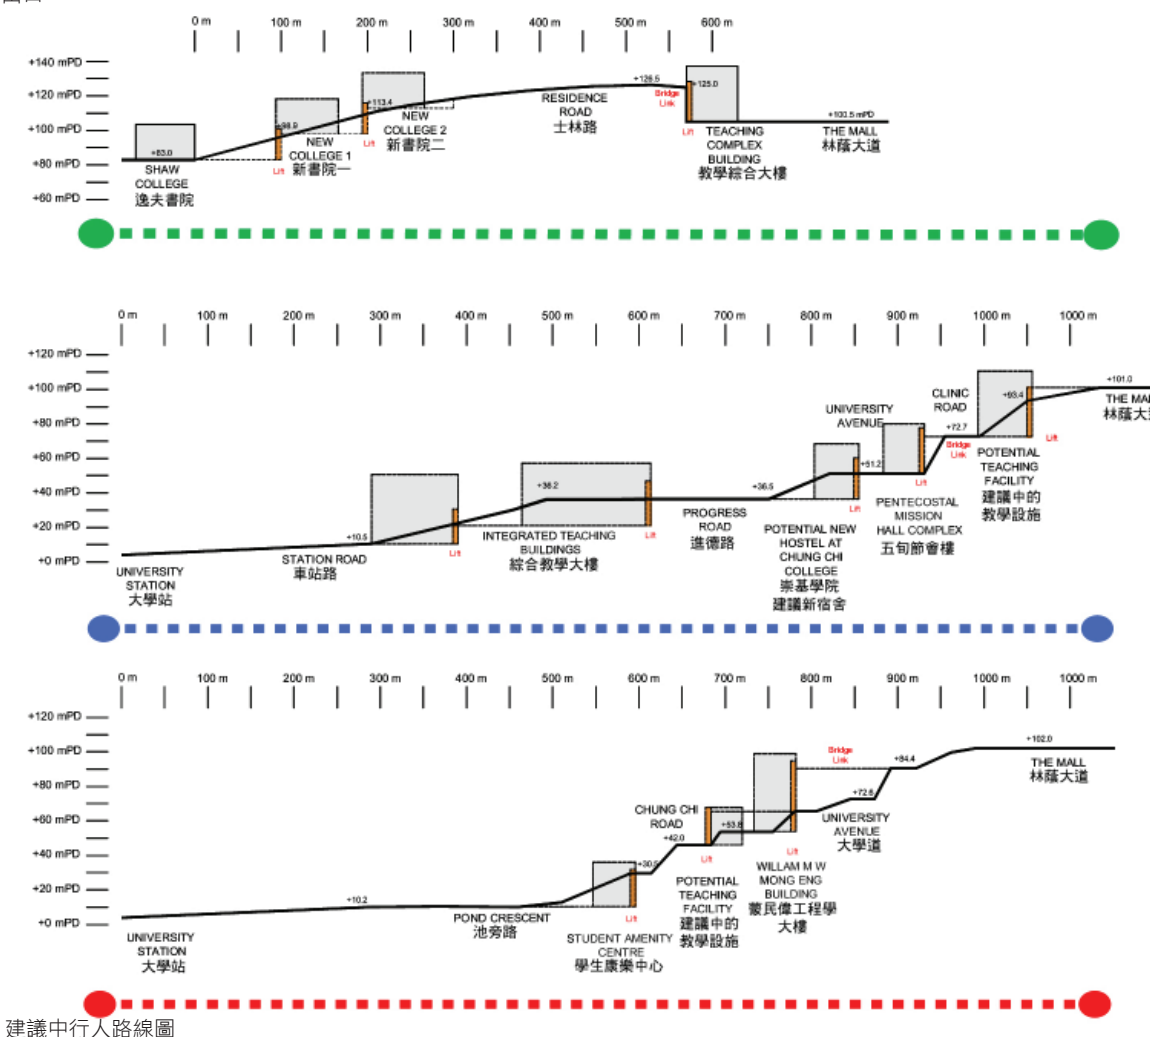 0 m 100 m 200 m 300 m 400 m 500 m 600 m
+140 mPD
+120 mPD
+100 mPD
+80 mPD
+60 mPD
+83.0
SHAW
COLLEGE
逸夫書院
+98.9
Lift
NEW
COLLEGE 1
新書院一
+113.4
Lift
NEW
COLLEGE 2
新書院二
RESIDENCE
ROAD
士林路
+126.5
Bridge
Link
+125.0
Lift
TEACHING
COMPLEX
BUILDING
教學綜合大樓
+100.5 mPD
THE MALL
林蔭大道
0 m 100 m 200 m 300 m 400 m 500 m 600 m 700 m 800 m 900 m 1000 m 1000 m
+120 mPD
+100 mPD
+80 mPD
+60 mPD
+40 mPD
+20 mPD
+0 mPD
UNIVERSITY
STATION
大學站
STATION ROAD
車站路
+10.5
Lift
+38.2
INTEGRATED TEACHING
BUILDINGS
綜合教學大樓
Lift
PROGRESS
ROAD
進德路
+36.5
POTENTIAL NEW
HOSTEL AT
CHUNG CHI
COLLEGE
崇基學院
建議新宿舍
Lift
+51.2
UNIVERSITY
AVENUE
PENTECOSTAL
MISSION
HALL COMPLEX
五旬節會樓
Lift
CLINIC
ROAD
+72.7
Bridge
Link
+93.4
Lift
POTENTIAL
TEACHING
FACILITY
建議中的
教學設施
+101.0
THE MA
林蔭大
0 m 100 m 200 m 300 m 400 m 500 m 600 m 700 m 800 m 900 m 1000 m 1000 m
+120 mPD
+100 mPD
+80 mPD
+60 mPD
+40 mPD
+20 mPD
+0 mPD
UNIVERSITY
STATION
大學站
+10.2
POND CRESCENT
池旁路
STUDENT AMENITY
CENTRE
學生康樂中心
Lift
CHUNG CHI
ROAD
+42.0
Lift
POTENTIAL
TEACHING
FACILITY
建議中的
教學設施
+53.8
WILLAM M W
MONG ENG
BUILDING
蒙民偉工程學
大樓
Lift
Bridge
Link
UNIVERSITY
AVENUE
大學道
+84.4
+102.0
THE MALL
林蔭大道
建議中行人路線圖